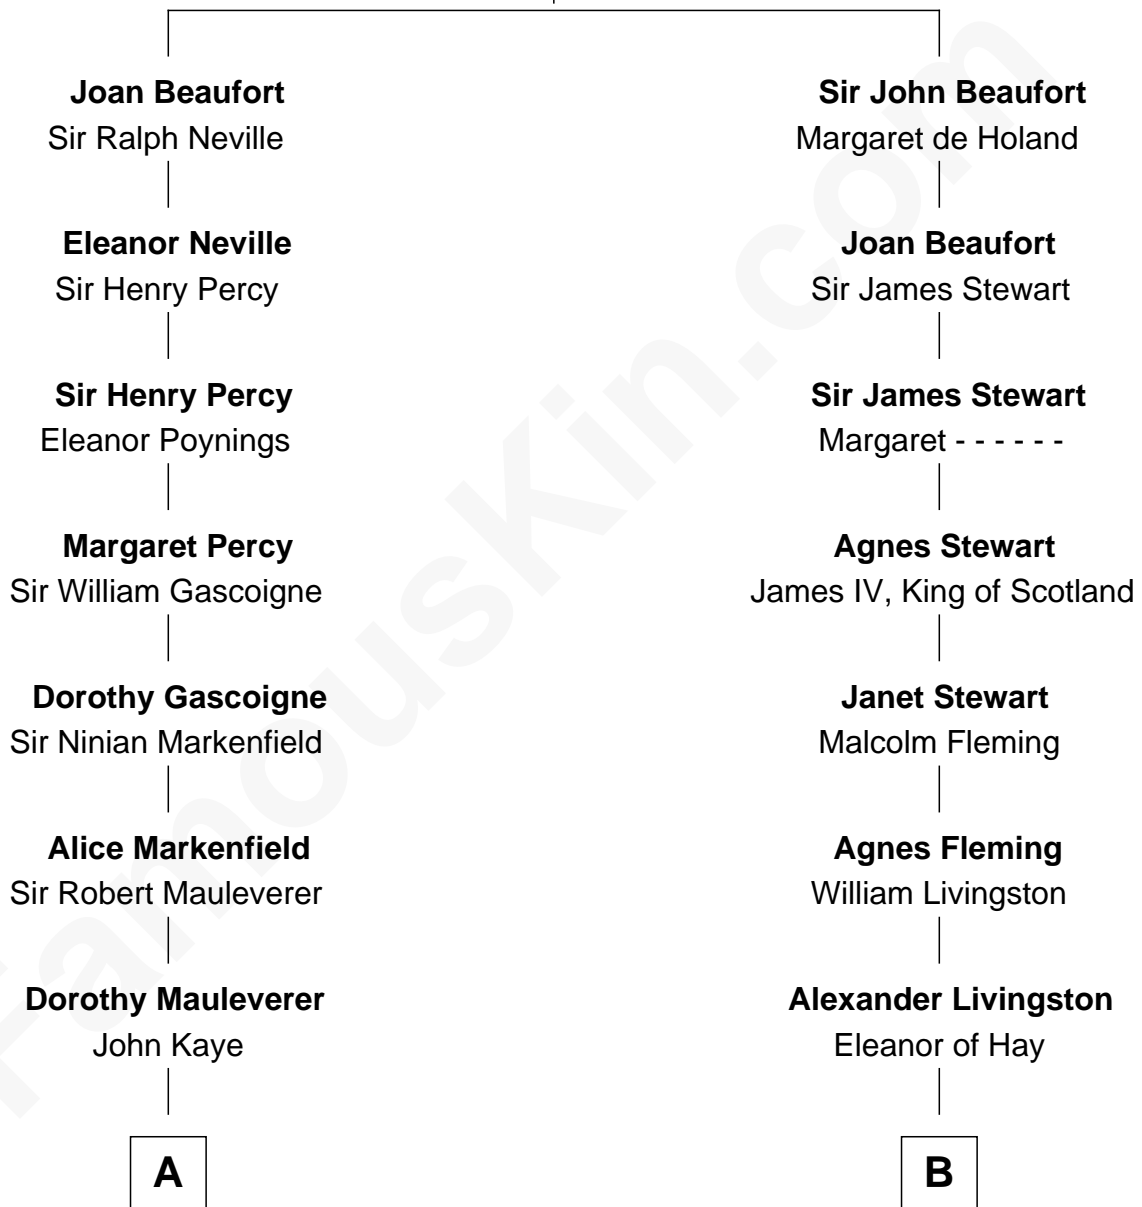 Joan Beaufort
Sir Ralph Neville
Eleanor Neville
Sir Henry Percy
Sir Henry Percy
Eleanor Poynings
Margaret Percy
Sir William Gascoigne
Dorothy Gascoigne
Sir Ninian Markenfield
Alice Markenfield
Sir Robert Mauleverer
Dorothy Mauleverer
John Kaye
A
Sir John Beaufort
Margaret de Holand
Joan Beaufort
Sir James Stewart
Sir James Stewart
Margaret - - - - - -
Agnes Stewart
James IV, King of Scotland
Janet Stewart
Malcolm Fleming
Agnes Fleming
William Livingston
Alexander Livingston
Eleanor of Hay
B
FamousKin.com